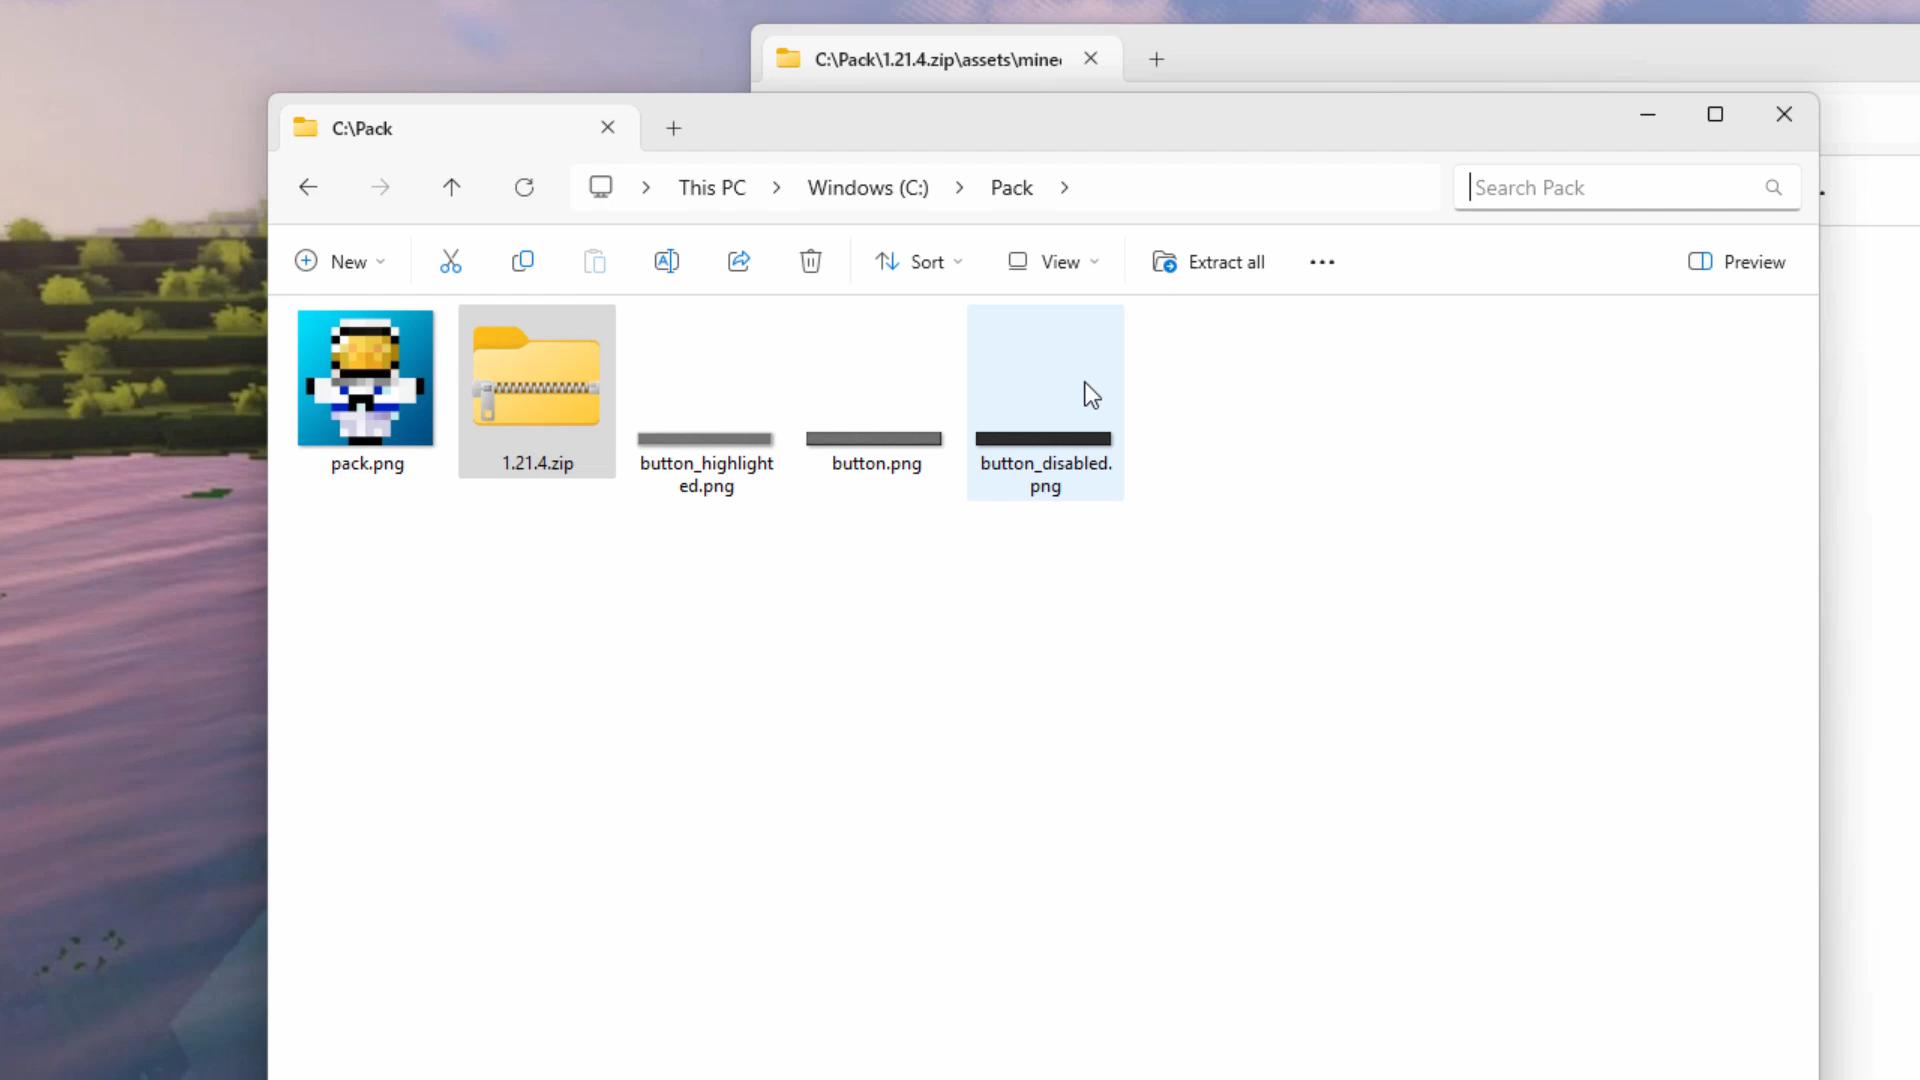 C:\Pack\1.21.4.zip\assets\mine
C:\Pack
This PC
Windows (C:)
Pack
Search Pack
New
Sort
View
Extract all
Preview
pack.png
1.21.4.zip
button_highlight
ed.png
button.png
button_disabled.
png